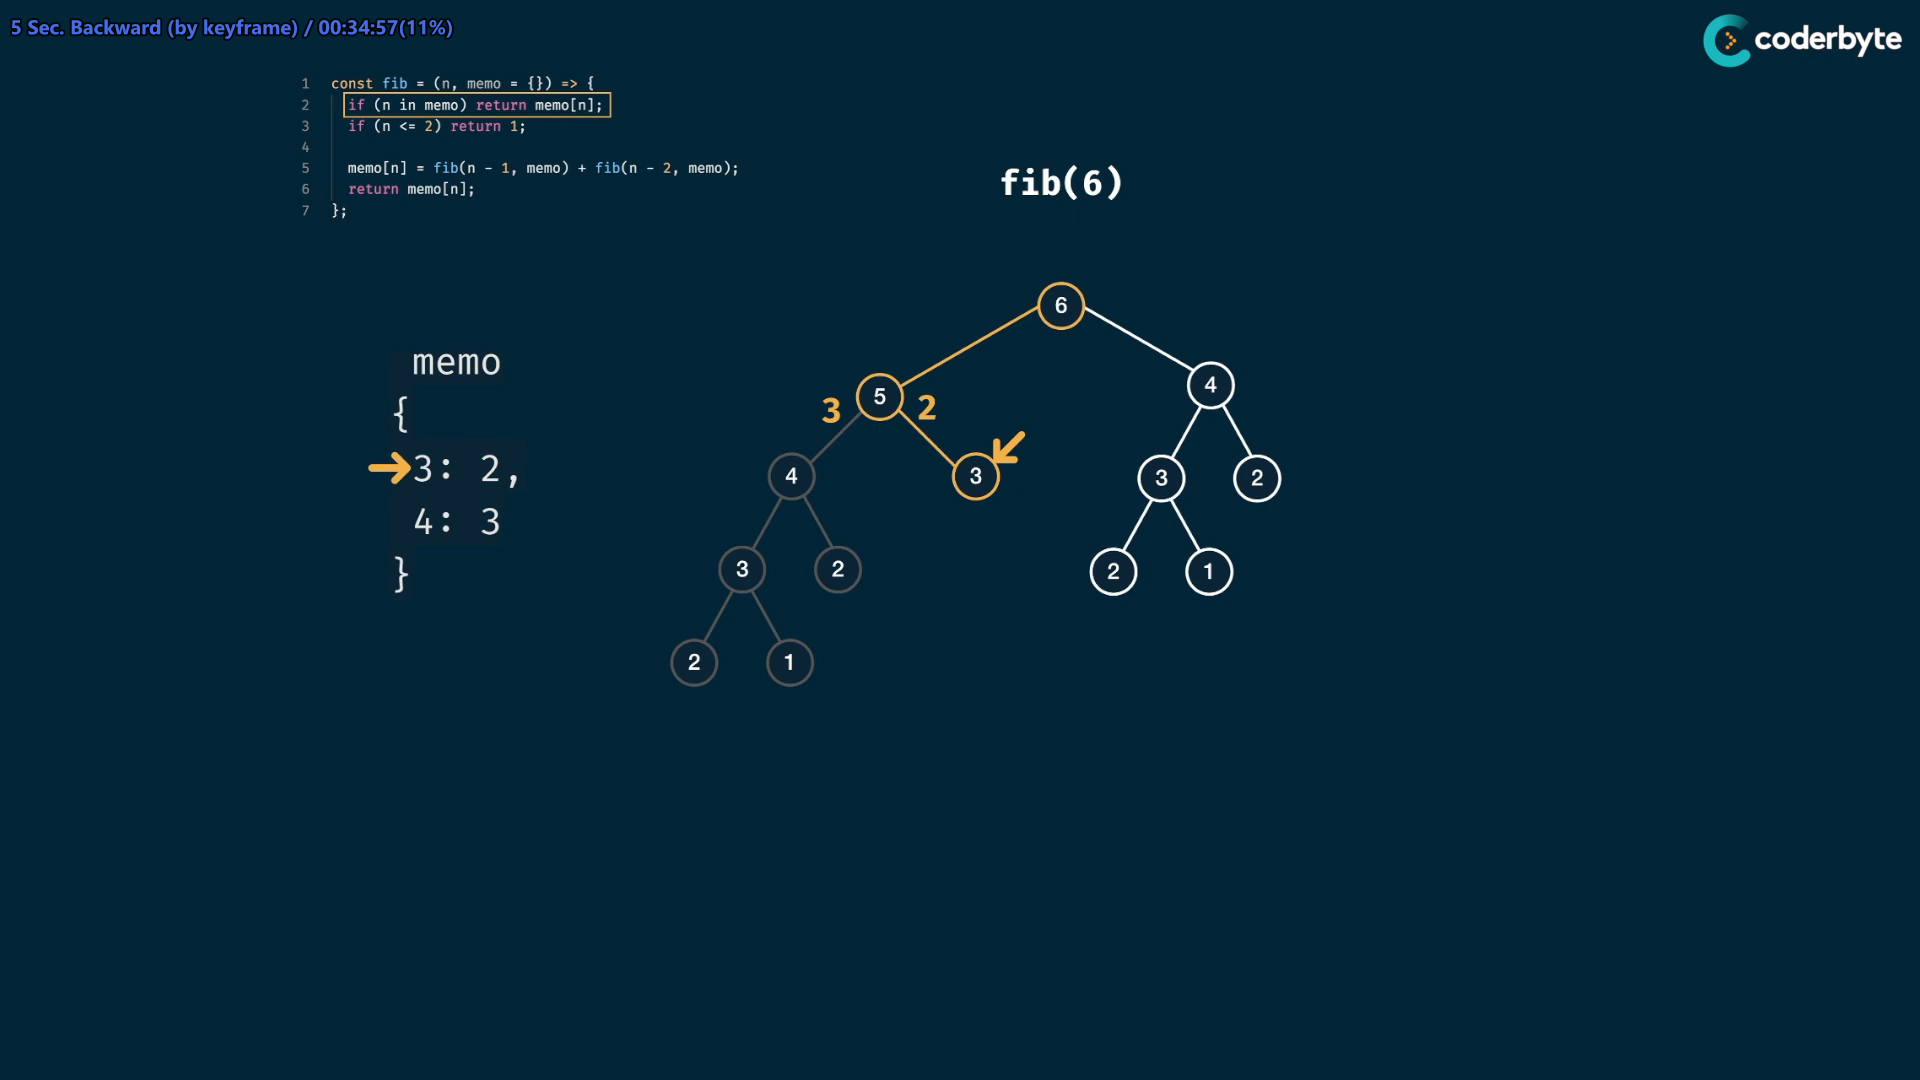 5 Sec. Backward (by keyframe) / 00:34:57(11%)
coderbyte
1 const fib = (n, memo = {}) => {
2 if (n in memo) return memo[n];
3 if (n <= 2) return 1;
4
5 memo[n] = fib(n - 1, memo) + fib(n - 2, memo);
6 return memo[n];
7 };
fib(6)
6
memo
{
3: 2,
4: 3
}
4
3 5 2
4 3
3 2
3 2
2 1
2 1